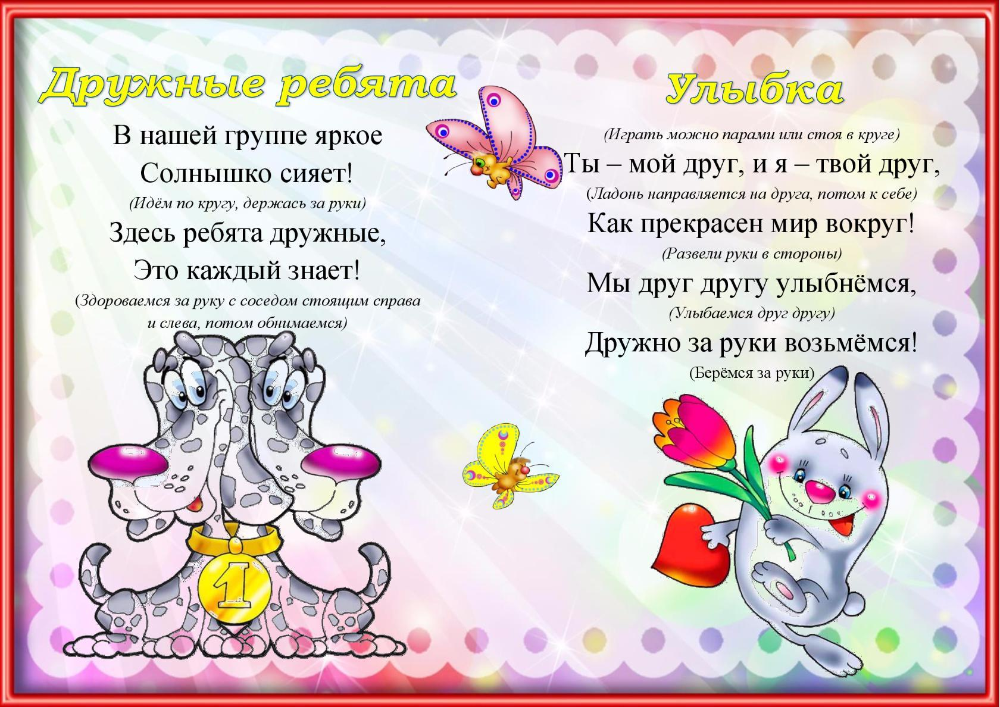 Дружные ребята
В нашей группе яркое
Солнышко сияет!
(Идём по кругу, держась за руки)
Здесь ребята дружные,
Это каждый знает!
(Здороваемся за руку с соседом стоящим справа
и слева, потом обнимаемся)
1
Улыбка
(Играть можно парами или стоя в круге)
Ты – мой друг, и я – твой друг,
(Ладонь направляется на друга, потом к себе)
Как прекрасен мир вокруг!
(Развели руки в стороны)
Мы друг другу улыбнёмся,
(Улыбаемся друг другу)
Дружно за руки возьмёмся!
(Берёмся за руки)